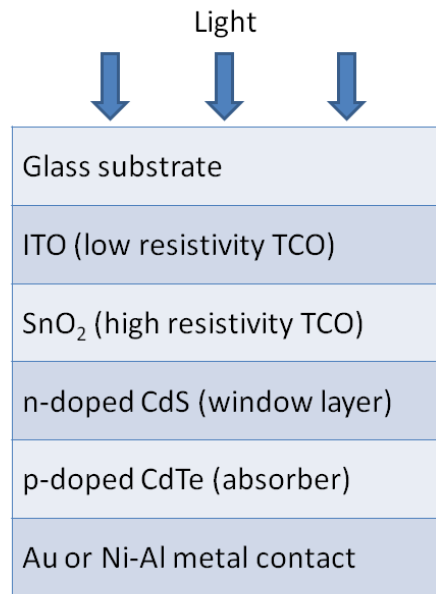 Light
Glass substrate
ITO (low resistivity TCO)
SnO₂ (high resistivity TCO)
n-doped CdS (window layer)
p-doped CdTe (absorber)
Au or Ni-Al metal contact